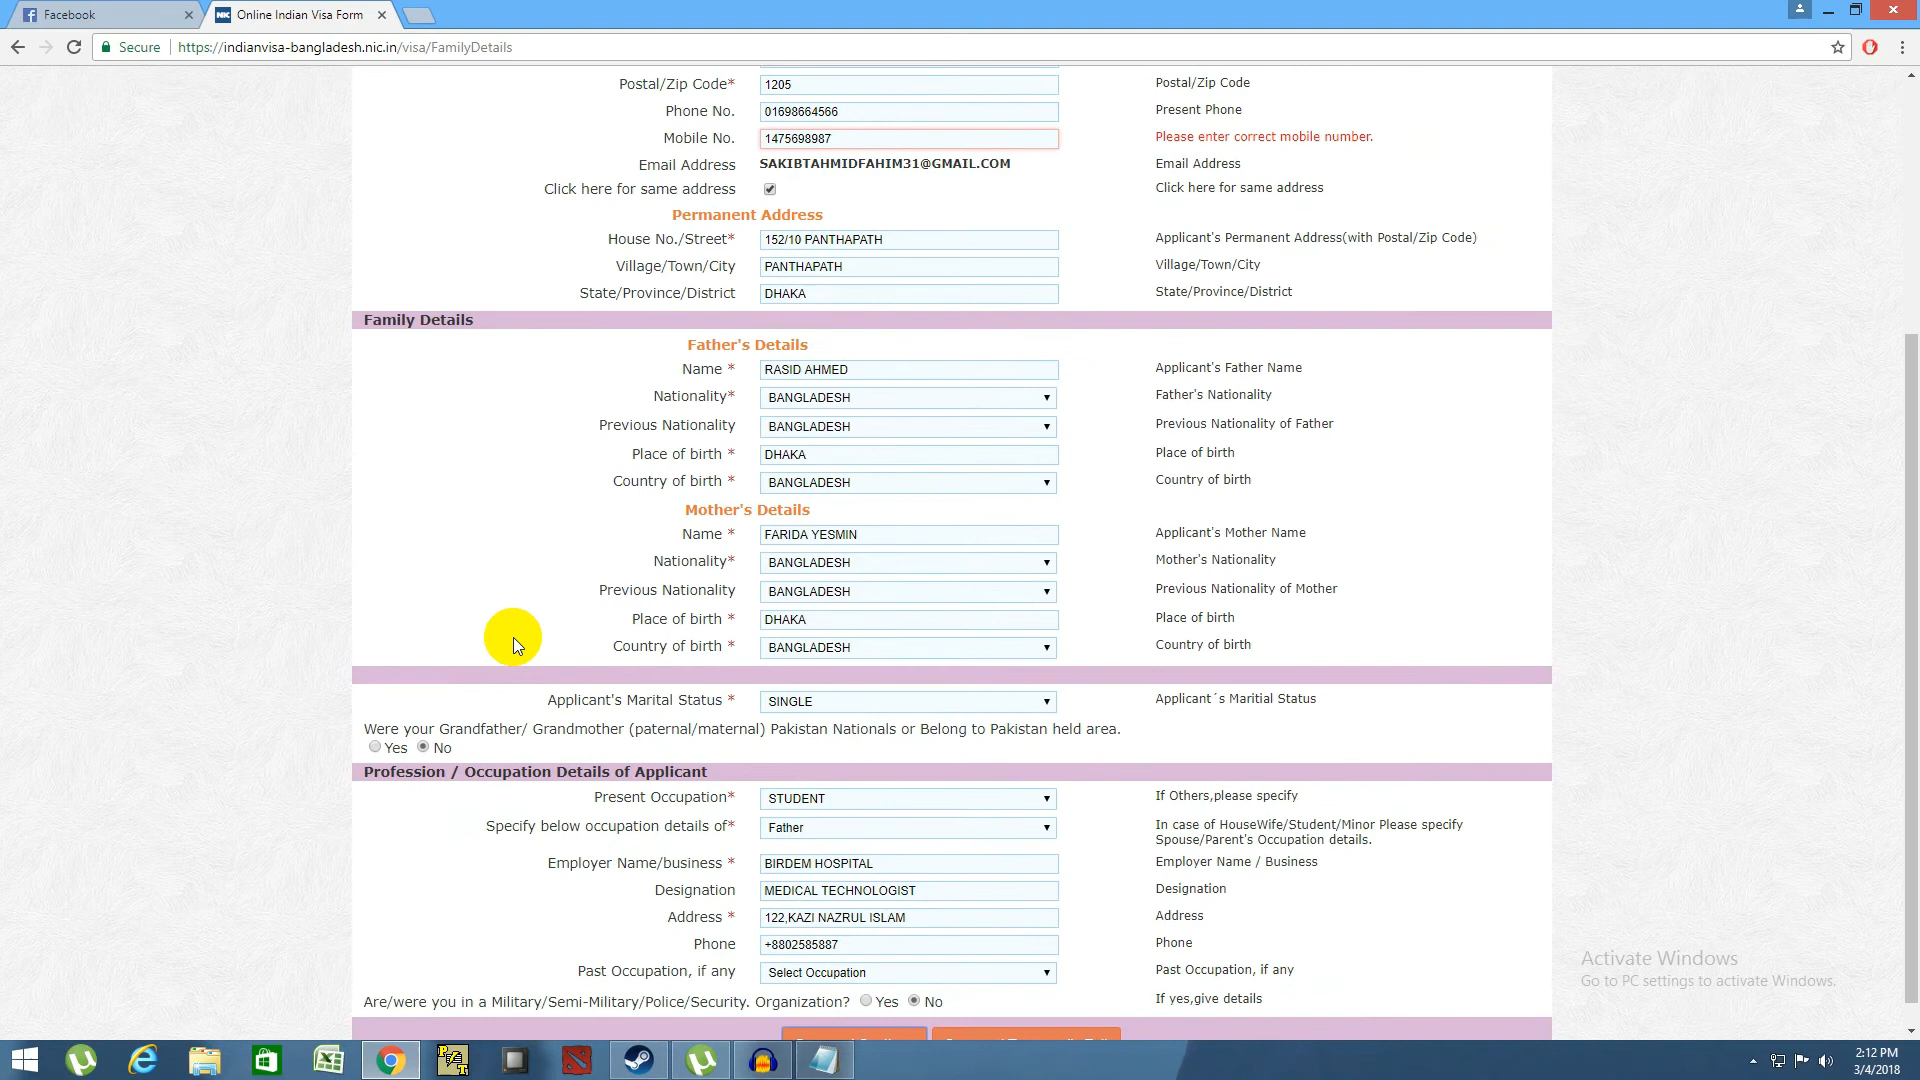 Facebook
Online Indian Visa Form
Secure
https://indianvisa-bangladesh.nic.in/visa/FamilyDetails
Postal/Zip Code* 1205 Postal/Zip Code
Phone No. 01698664566 Present Phone
Mobile No. 1475698987 Please enter correct mobile number.
Email Address SAKIBTAHMIDFAHIM31@GMAIL.COM Email Address
Click here for same address Click here for same address
Permanent Address
House No./Street* 152/10 PANTHAPATH Applicant's Permanent Address(with Postal/Zip Code)
Village/Town/City PANTHAPATH Village/Town/City
State/Province/District DHAKA State/Province/District
Family Details
Father's Details
Name * RASID AHMED Applicant's Father Name
Nationality* BANGLADESH Father's Nationality
Previous Nationality BANGLADESH Previous Nationality of Father
Place of birth * DHAKA Place of birth
Country of birth * BANGLADESH Country of birth
Mother's Details
Name * FARIDA YESMIN Applicant's Mother Name
Nationality* BANGLADESH Mother's Nationality
Previous Nationality BANGLADESH Previous Nationality of Mother
Place of birth * DHAKA Place of birth
Country of birth * BANGLADESH Country of birth
Applicant's Marital Status * SINGLE Applicant´s Maritial Status
Were your Grandfather/ Grandmother (paternal/maternal) Pakistan Nationals or Belong to Pakistan held area.
Yes No
Profession / Occupation Details of Applicant
Present Occupation* STUDENT If Others,please specify
Specify below occupation details of* Father In case of HouseWife/Student/Minor Please specify
Spouse/Parent's Occupation details.
Employer Name/business * BIRDEM HOSPITAL Employer Name / Business
Designation MEDICAL TECHNOLOGIST Designation
Address * 122,KAZI NAZRUL ISLAM Address
Phone +8802585887 Phone
Past Occupation, if any Select Occupation Past Occupation, if any
Are/were you in a Military/Semi-Military/Police/Security. Organization? Yes No If yes,give details
Activate Windows
Go to PC settings to activate Windows.
2:12 PM
3/4/2018